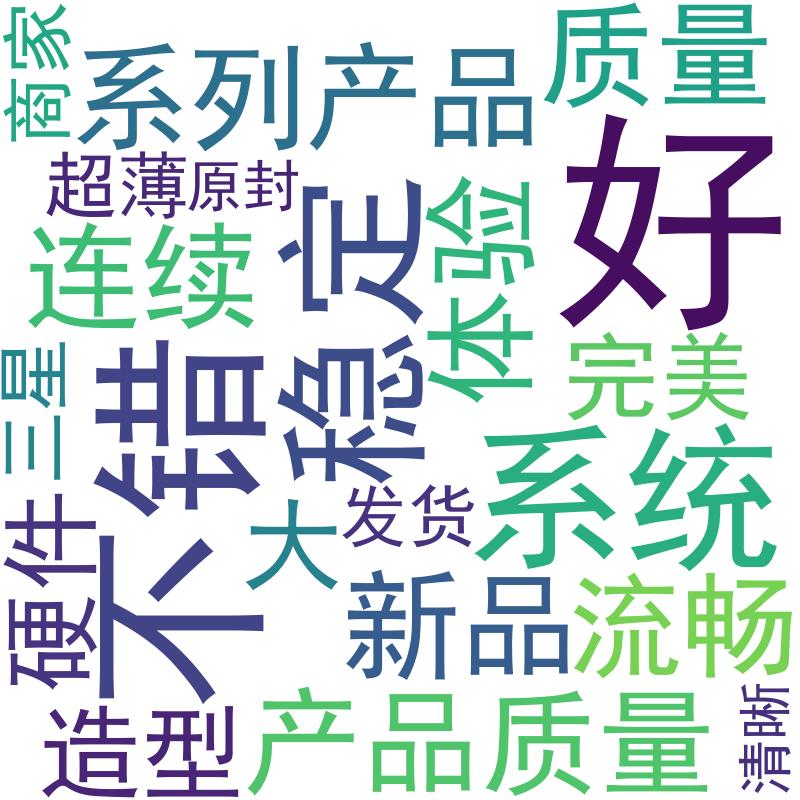 商家
系列产品
质量
好
超薄
原封
稳定
体验
连续
三星
不错
完美
系统
硬件
大
发货
新品
流畅
造型
产品质量
清晰